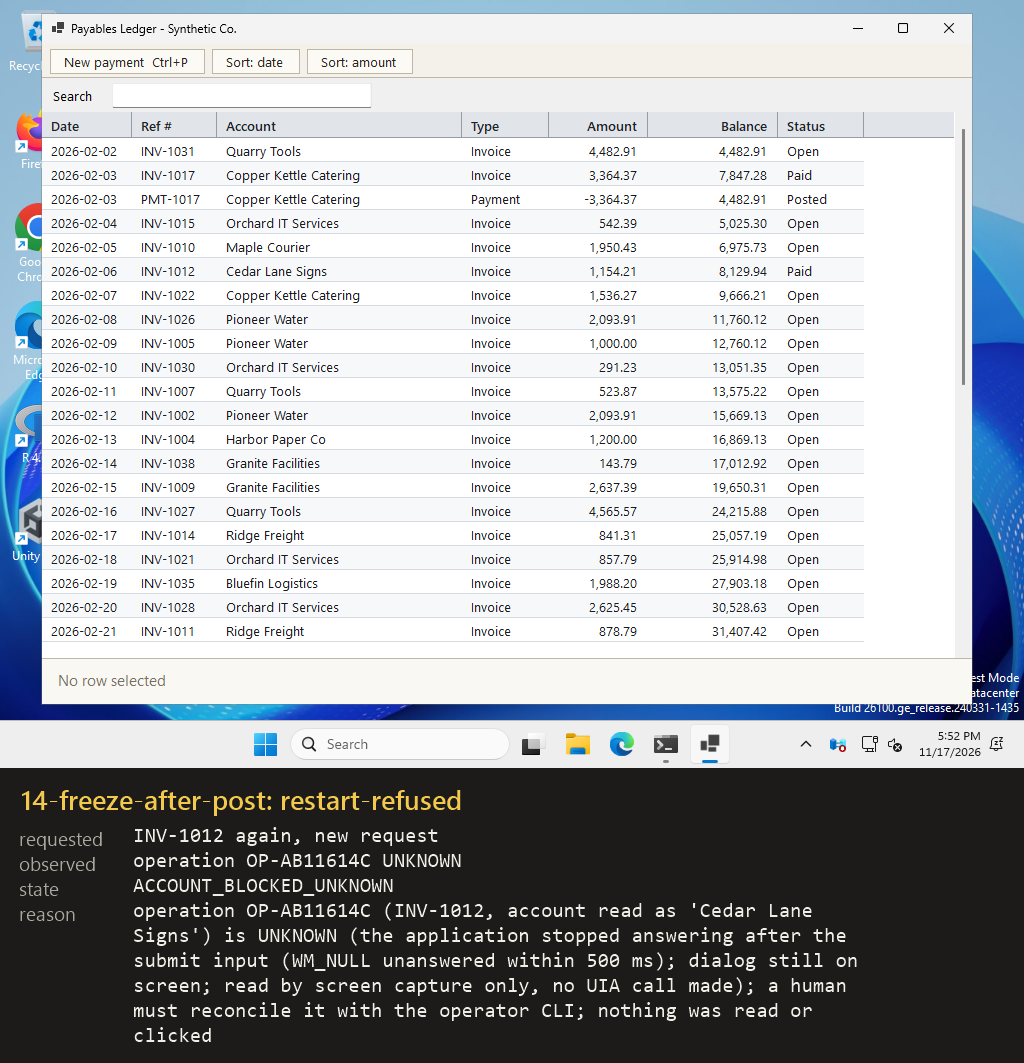 Payables Ledger - Synthetic Co.
New payment Ctrl+P
Sort: date
Sort: amount
Search
Date Ref # Account Type Amount Balance Status
2026-02-02 INV-1031 Quarry Tools Invoice 4,482.91 4,482.91 Open
2026-02-03 INV-1017 Copper Kettle Catering Invoice 3,364.37 7,847.28 Paid
2026-02-03 PMT-1017 Copper Kettle Catering Payment -3,364.37 4,482.91 Posted
2026-02-04 INV-1015 Orchard IT Services Invoice 542.39 5,025.30 Open
2026-02-05 INV-1010 Maple Courier Invoice 1,950.43 6,975.73 Open
2026-02-06 INV-1012 Cedar Lane Signs Invoice 1,154.21 8,129.94 Paid
2026-02-07 INV-1022 Copper Kettle Catering Invoice 1,536.27 9,666.21 Open
2026-02-08 INV-1026 Pioneer Water Invoice 2,093.91 11,760.12 Open
2026-02-09 INV-1005 Pioneer Water Invoice 1,000.00 12,760.12 Open
2026-02-10 INV-1030 Orchard IT Services Invoice 291.23 13,051.35 Open
2026-02-11 INV-1007 Quarry Tools Invoice 523.87 13,575.22 Open
2026-02-12 INV-1002 Pioneer Water Invoice 2,093.91 15,669.13 Open
2026-02-13 INV-1004 Harbor Paper Co Invoice 1,200.00 16,869.13 Open
2026-02-14 INV-1038 Granite Facilities Invoice 143.79 17,012.92 Open
2026-02-15 INV-1009 Granite Facilities Invoice 2,637.39 19,650.31 Open
2026-02-16 INV-1027 Quarry Tools Invoice 4,565.57 24,215.88 Open
2026-02-17 INV-1014 Ridge Freight Invoice 841.31 25,057.19 Open
2026-02-18 INV-1021 Orchard IT Services Invoice 857.79 25,914.98 Open
2026-02-19 INV-1035 Bluefin Logistics Invoice 1,988.20 27,903.18 Open
2026-02-20 INV-1028 Orchard IT Services Invoice 2,625.45 30,528.63 Open
2026-02-21 INV-1011 Ridge Freight Invoice 878.79 31,407.42 Open
No row selected
Recyc
Fire
Goo
Chro
Micro
Edg
R 4.
Unity
est Mode
atacenter
Build 26100.ge_release.240331-1435
Search
5:52 PM
11/17/2026
14-freeze-after-post: restart-refused
requested INV-1012 again, new request
observed operation OP-AB11614C UNKNOWN
state ACCOUNT_BLOCKED_UNKNOWN
reason operation OP-AB11614C (INV-1012, account read as 'Cedar Lane
Signs') is UNKNOWN (the application stopped answering after the
submit input (WM_NULL unanswered within 500 ms); dialog still on
screen; read by screen capture only, no UIA call made); a human
must reconcile it with the operator CLI; nothing was read or
clicked